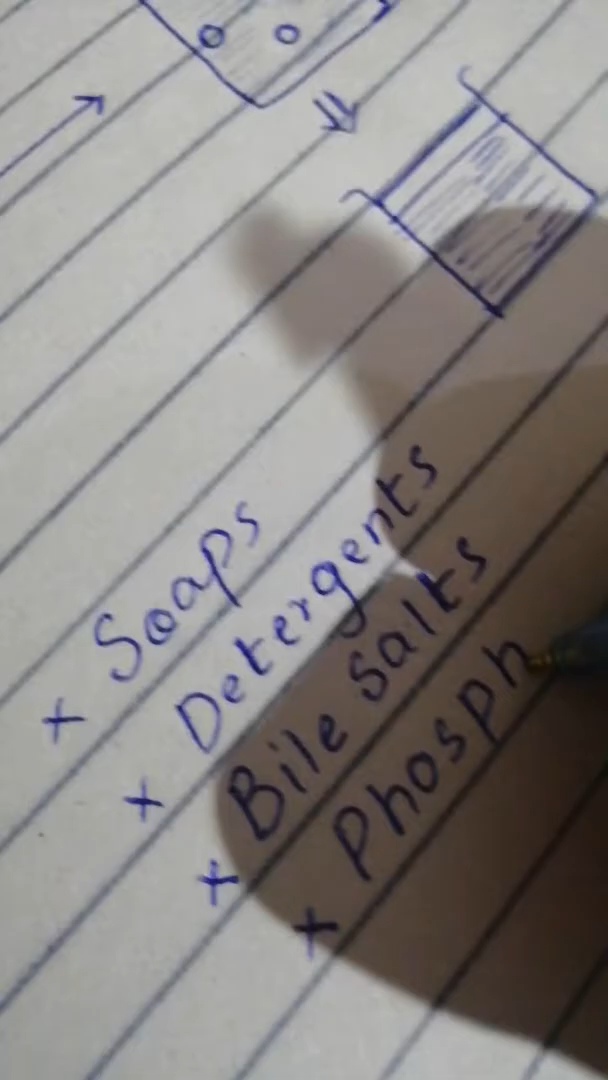 + Soaps
+ Detergents
+ Bile salts
+ Phosph